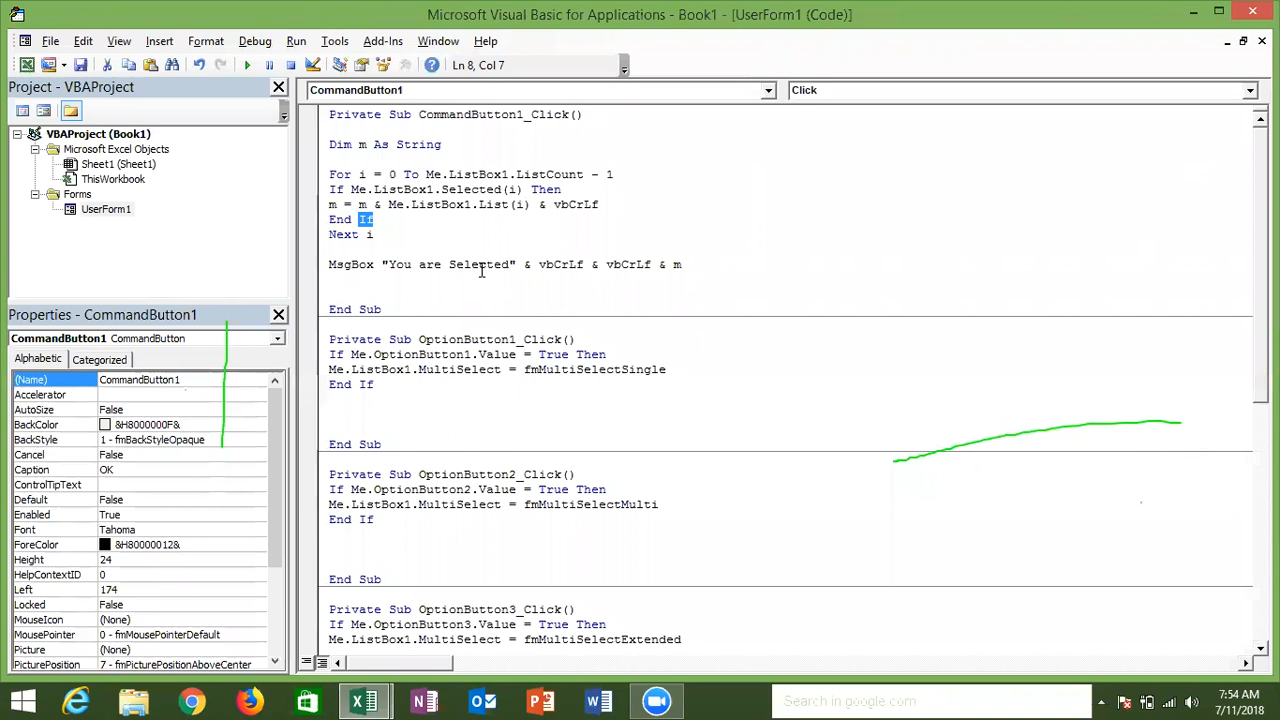 Microsoft Visual Basic for Applications - Book1 - [UserForm1 (Code)]
File Edit View Insert Format Debug Run Tools Add-Ins Window Help
Ln 8, Col 7
Project - VBAProject
VBAProject (Book1)
Microsoft Excel Objects
Sheet1 (Sheet1)
ThisWorkbook
Forms
UserForm1
Properties - CommandButton1
CommandButton1 CommandButton
Alphabetic Categorized
(Name) CommandButton1
Accelerator
AutoSize False
BackColor &H8000000F&
BackStyle 1 - fmBackStyleOpaque
Cancel False
Caption OK
ControlTipText
Default False
Enabled True
Font Tahoma
ForeColor &H80000012&
Height 24
HelpContextID 0
Left 174
Locked False
MouseIcon (None)
MousePointer 0 - fmMousePointerDefault
Picture (None)
PicturePosition 7 - fmPicturePositionAboveCenter
CommandButton1 Click
Private Sub CommandButton1_Click()
Dim m As String
For i = 0 To Me.ListBox1.ListCount - 1
If Me.ListBox1.Selected(i) Then
m = m & Me.ListBox1.List(i) & vbCrLf
End If
Next i
MsgBox "You are Selected" & vbCrLf & vbCrLf & m
End Sub
Private Sub OptionButton1_Click()
If Me.OptionButton1.Value = True Then
Me.ListBox1.MultiSelect = fmMultiSelectSingle
End If
End Sub
Private Sub OptionButton2_Click()
If Me.OptionButton2.Value = True Then
Me.ListBox1.MultiSelect = fmMultiSelectMulti
End If
End Sub
Private Sub OptionButton3_Click()
If Me.OptionButton3.Value = True Then
Me.ListBox1.MultiSelect = fmMultiSelectExtended
Search in google.com
7:54 AM
7/11/2018